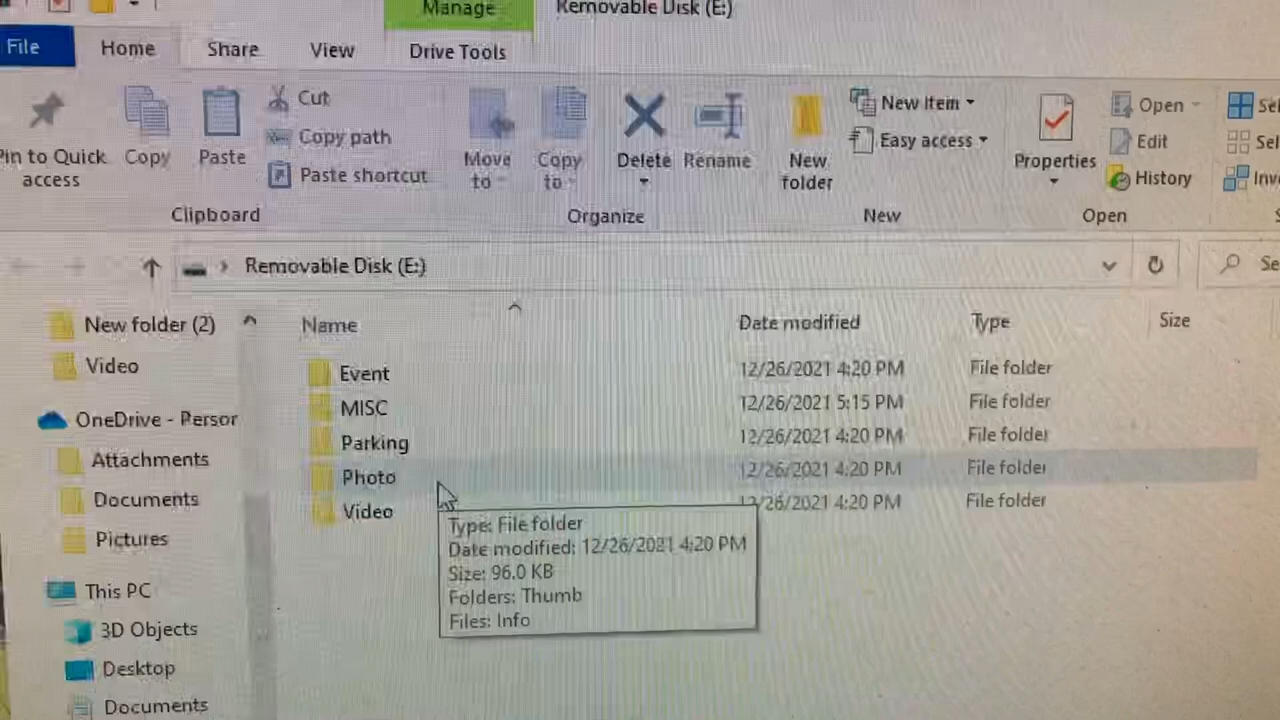 Manage Removable Disk (E:)
File Home Share View Drive Tools
Cut
Copy path
Paste shortcut
Pin to Quick access
Copy
Paste
Clipboard
Move to
Copy to
Delete
Rename
Organize
New folder
New item
Easy access
New
Properties
Open
Edit
History
Open
Removable Disk (E:)
New folder (2)
Video
OneDrive - Persor
Attachments
Documents
Pictures
This PC
3D Objects
Desktop
Documents
Name Date modified Type Size
Event 12/26/2021 4:20 PM File folder
MISC 12/26/2021 5:15 PM File folder
Parking 12/26/2021 4:20 PM File folder
Photo 12/26/2021 4:20 PM File folder
Video 12/26/2021 4:20 PM File folder
Type: File folder
Date modified: 12/26/2021 4:20 PM
Size: 96.0 KB
Folders: Thumb
Files: Info